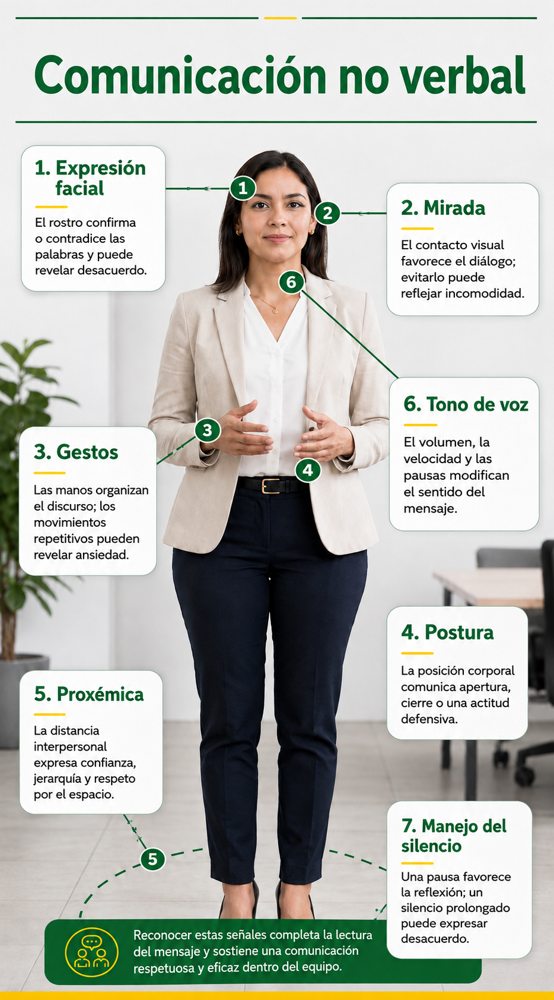 Comunicación no verbal
1. Expresión
facial
El rostro confirma
o contradice las
palabras y puede
revelar desacuerdo.
1
2
2. Mirada
El contacto visual
favorece el diálogo;
evitarlo puede
reflejar incomodidad.
6
6. Tono de voz
El volumen, la
velocidad y las
pausas modifican
el sentido del
mensaje.
3
3. Gestos
Las manos organizan
el discurso; los
movimientos
repetitivos pueden
revelar ansiedad.
4
4. Postura
La posición corporal
comunica apertura,
cierre o una actitud
defensiva.
5. Proxémica
La distancia
interpersonal
expresa confianza,
jerarquía y respeto
por el espacio.
5
7. Manejo del
silencio
Una pausa favorece
la reflexión; un
silencio prolongado
puede expresar
desacuerdo.
Reconocer estas señales completa la lectura
del mensaje y sostiene una comunicación
respetuosa y eficaz dentro del equipo.